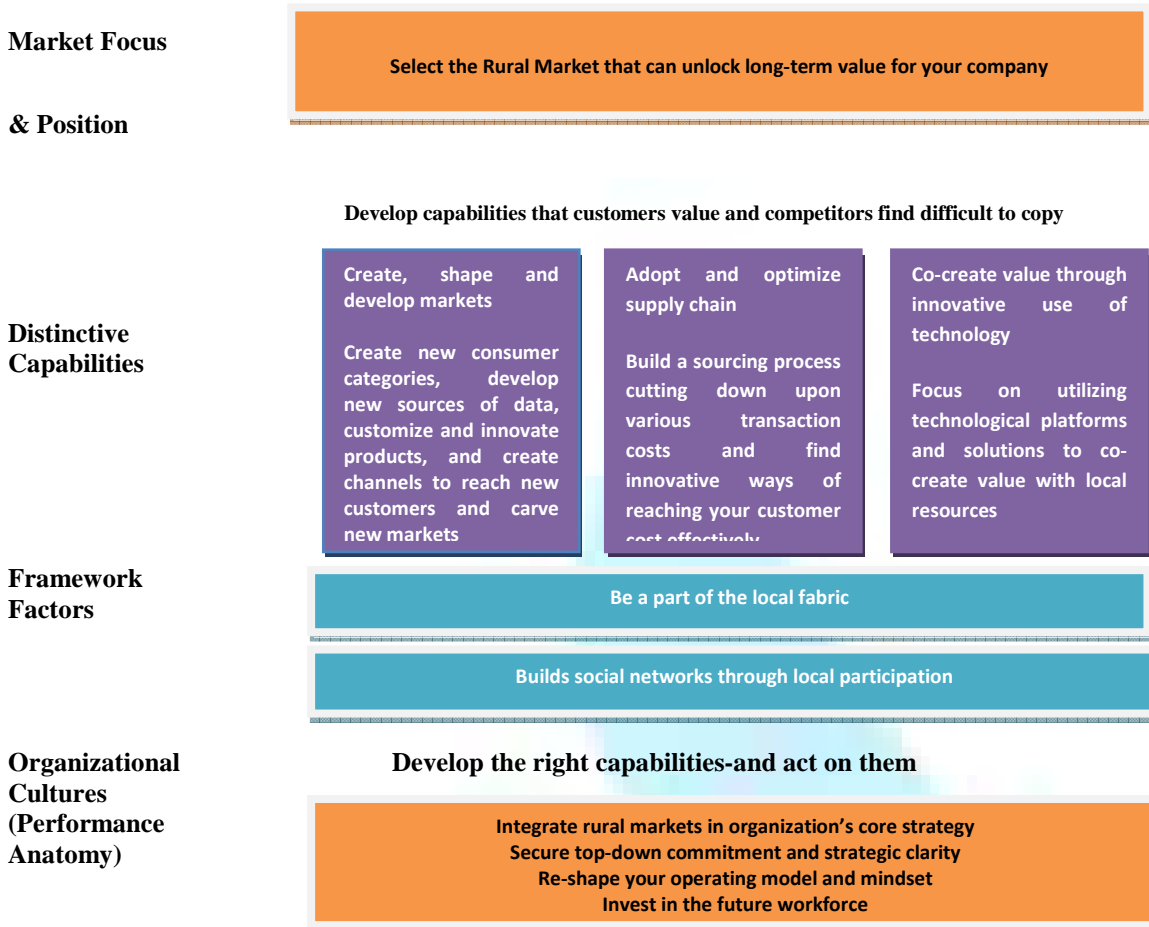 Market Focus
& Position
Select the Rural Market that can unlock long-term value for your company
Develop capabilities that customers value and competitors find difficult to copy
Distinctive
Capabilities
Create, shape and
develop markets
Create new consumer
categories, develop
new sources of data,
customize and innovate
products, and create
channels to reach new
customers and carve
new markets
Adopt and optimize
supply chain
Build a sourcing process
cutting down upon
various transaction
costs and find
innovative ways of
reaching your customer
cost effectively
Co-create value through
innovative use of
technology
Focus on utilizing
technological platforms
and solutions to co-
create value with local
resources
Framework
Factors
Be a part of the local fabric
Builds social networks through local participation
Organizational
Cultures
(Performance
Anatomy)
Develop the right capabilities-and act on them
Integrate rural markets in organization’s core strategy
Secure top-down commitment and strategic clarity
Re-shape your operating model and mindset
Invest in the future workforce